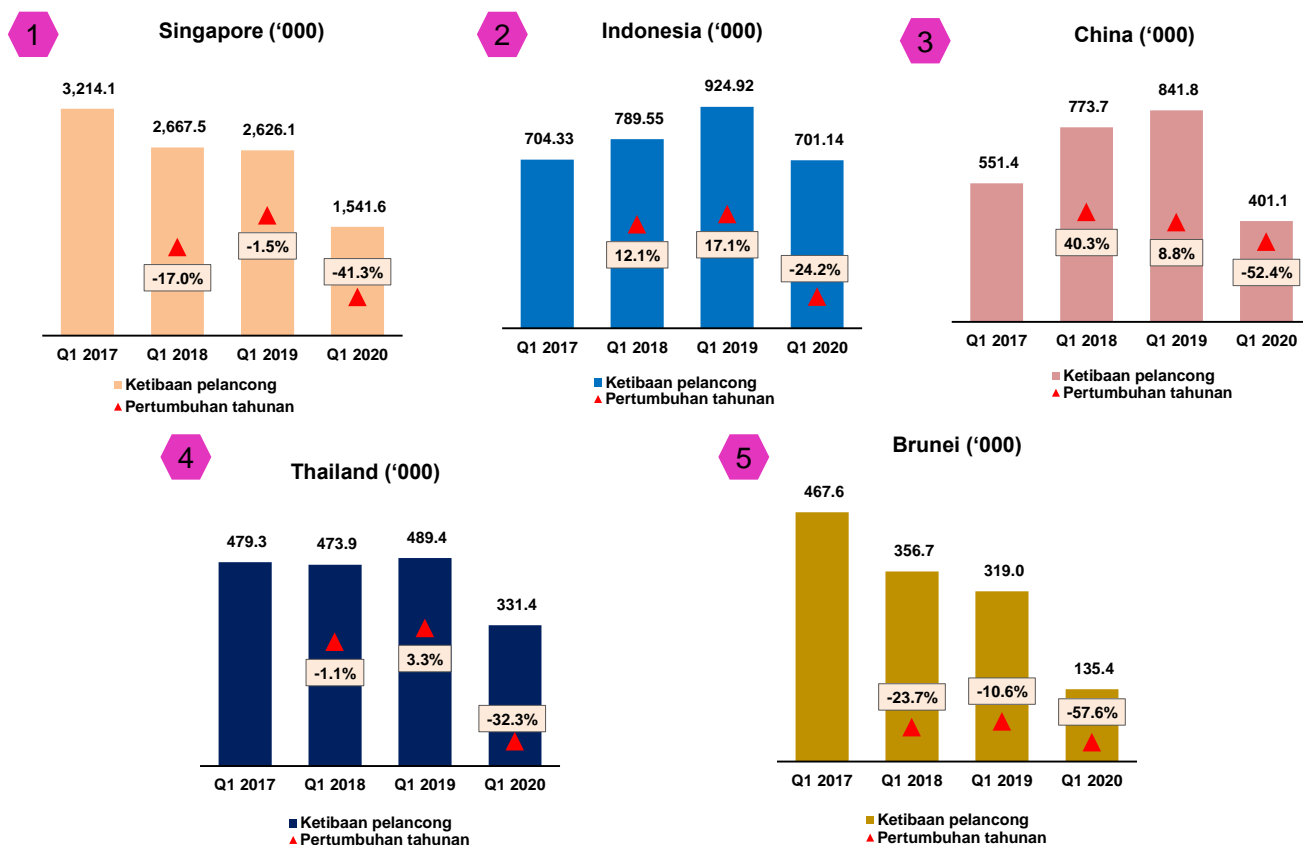 1
Singapore (‘000)
3,214.1
2,667.5
2,626.1
1,541.6
-17.0%
-1.5%
-41.3%
Q1 2017 Q1 2018 Q1 2019 Q1 2020
Ketibaan pelancong
Pertumbuhan tahunan
2
Indonesia (‘000)
704.33
789.55
924.92
701.14
12.1%
17.1%
-24.2%
Q1 2017 Q1 2018 Q1 2019 Q1 2020
Ketibaan pelancong
Pertumbuhan tahunan
3
China (‘000)
551.4
773.7
841.8
401.1
40.3%
8.8%
-52.4%
Q1 2017 Q1 2018 Q1 2019 Q1 2020
Ketibaan pelancong
Pertumbuhan tahunan
4
Thailand (‘000)
479.3
473.9
489.4
331.4
-1.1%
3.3%
-32.3%
Q1 2017 Q1 2018 Q1 2019 Q1 2020
Ketibaan pelancong
Pertumbuhan tahunan
5
Brunei (‘000)
467.6
356.7
319.0
135.4
-23.7%
-10.6%
-57.6%
Q1 2017 Q1 2018 Q1 2019 Q1 2020
Ketibaan pelancong
Pertumbuhan tahunan